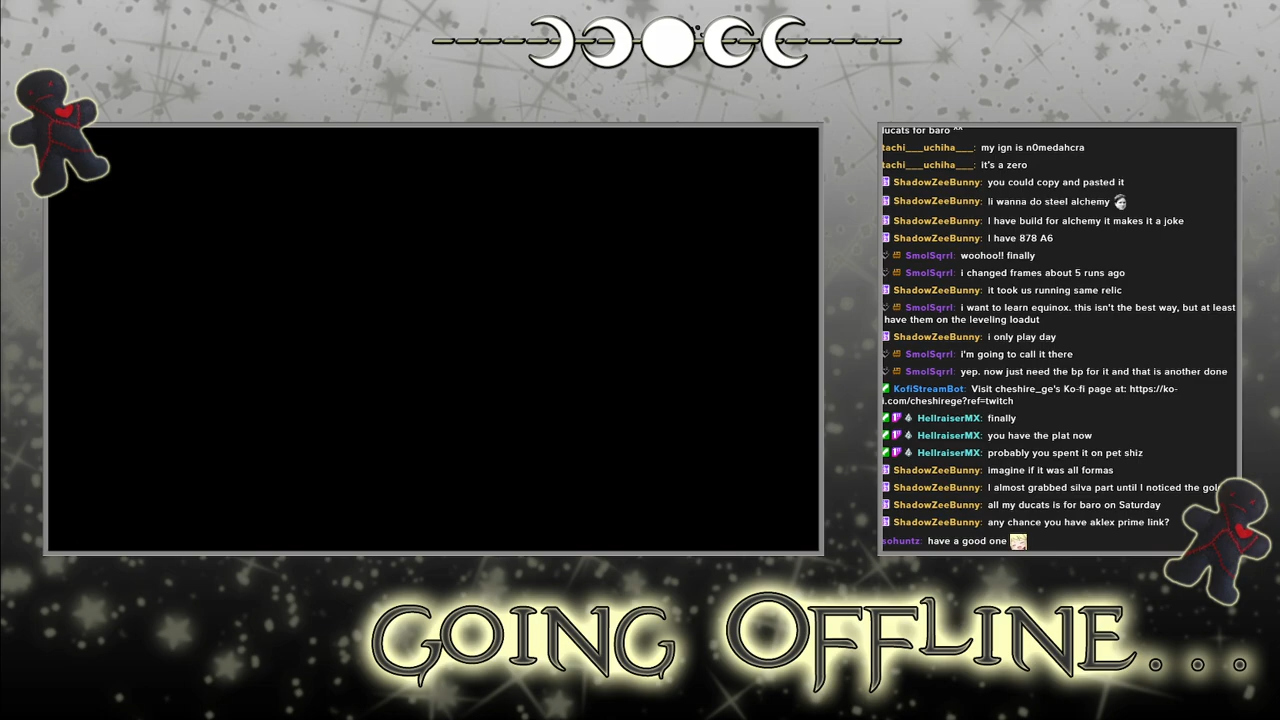 ducats for baro ^^
tachi___uchiha___: my ign is n0medahcra
tachi___uchiha___: it's a zero
ShadowZeeBunny: you could copy and pasted it
ShadowZeeBunny: Ii wanna do steel alchemy
ShadowZeeBunny: I have build for alchemy it makes it a joke
ShadowZeeBunny: I have 878 A6
SmolSqrrl: woohoo!! finally
SmolSqrrl: i changed frames about 5 runs ago
ShadowZeeBunny: it took us running same relic
SmolSqrrl: i want to learn equinox. this isn't the best way, but at least
have them on the leveling loadut
ShadowZeeBunny: i only play day
SmolSqrrl: i'm going to call it there
SmolSqrrl: yep. now just need the bp for it and that is another done
KofiStreamBot: Visit cheshire_ge's Ko-fi page at: https://ko-
i.com/cheshirege?ref=twitch
HellraiserMX: finally
HellraiserMX: you have the plat now
HellraiserMX: probably you spent it on pet shiz
ShadowZeeBunny: imagine if it was all formas
ShadowZeeBunny: I almost grabbed silva part until I noticed the
ShadowZeeBunny: all my ducats is for baro on Saturday
ShadowZeeBunny: any chance you have aklex prime link?
sohuntz: have a good one
Going Offline...